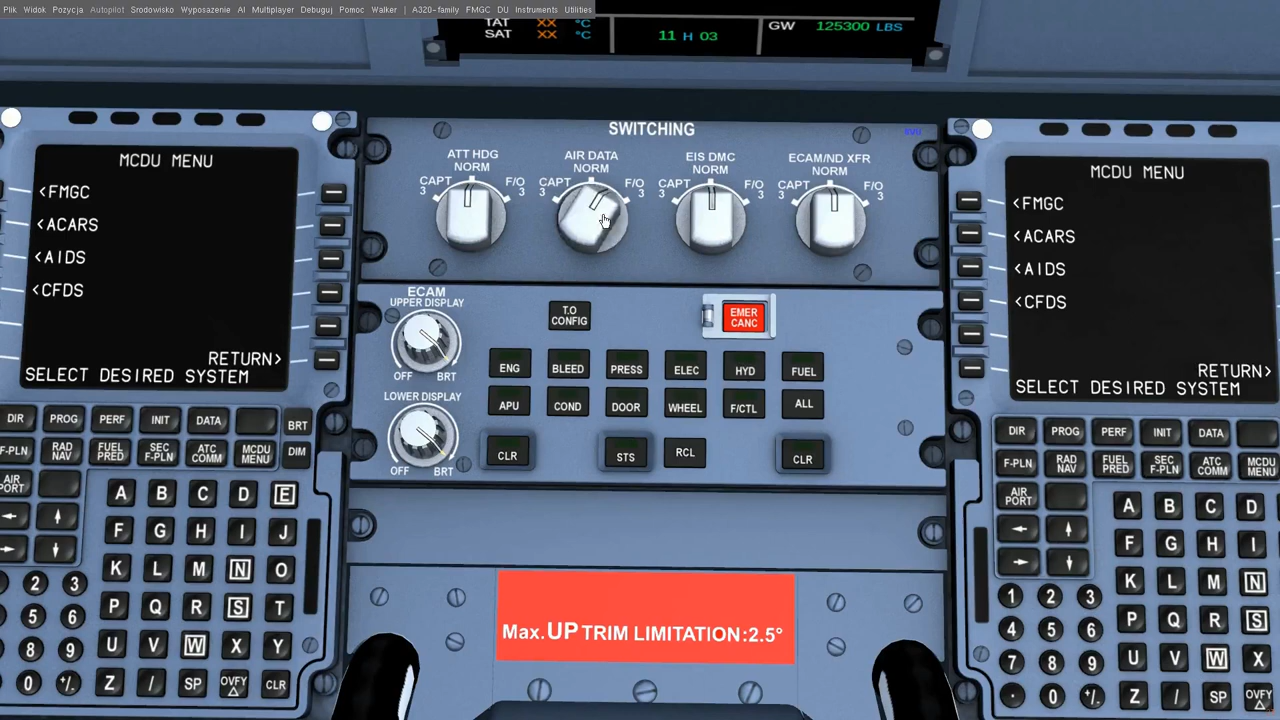 Plik Widok Pozycja Autopilot Środowisko Wyposażenie AI Multiplayer Debuguj Pomoc Walker | A320-family FMGC DU Instruments Utilities
TAT XX °C
SAT XX °C
11 H 03
GW 125300 LBS
MCDU MENU
<FMGC
<ACARS
<AIDS
<CFDS
RETURN>
SELECT DESIRED SYSTEM
SWITCHING
ATT HDG
NORM
CAPT
3
F/O
3
AIR DATA
NORM
CAPT
3
F/O
3
EIS DMC
NORM
CAPT
3
F/O
3
ECAM/ND XFR
NORM
CAPT
3
F/O
3
MCDU MENU
<FMGC
<ACARS
<AIDS
<CFDS
RETURN>
SELECT DESIRED SYSTEM
ECAM
UPPER DISPLAY
OFF BRT
LOWER DISPLAY
OFF BRT
T.O
CONFIG
EMER
CANC
ENG BLEED PRESS ELEC HYD FUEL
APU COND DOOR WHEEL F/CTL ALL
CLR STS RCL CLR
DIR PROG PERF INIT DATA BRT
F-PLN RAD NAV FUEL PRED SEC F-PLN ATC COMM MCDU MENU DIM
AIR PORT
← ↑
→ ↓
A B C D E
F G H I J
K L M N O
P Q R S T
U V W X Y
Z / SP OVFY △ CLR
2 3
5 6
8 9
0 +/-
DIR PROG PERF INIT DATA
F-PLN RAD NAV FUEL PRED SEC F-PLN ATC COMM MCDU MENU
AIR PORT
← ↑
→ ↓
A B C D
F G H I
K L M N
P Q R S
U V W X
Z / SP OVFY △
1 2 3
4 5 6
7 8 9
. 0 +/-
Max. UP TRIM LIMITATION:2.5°